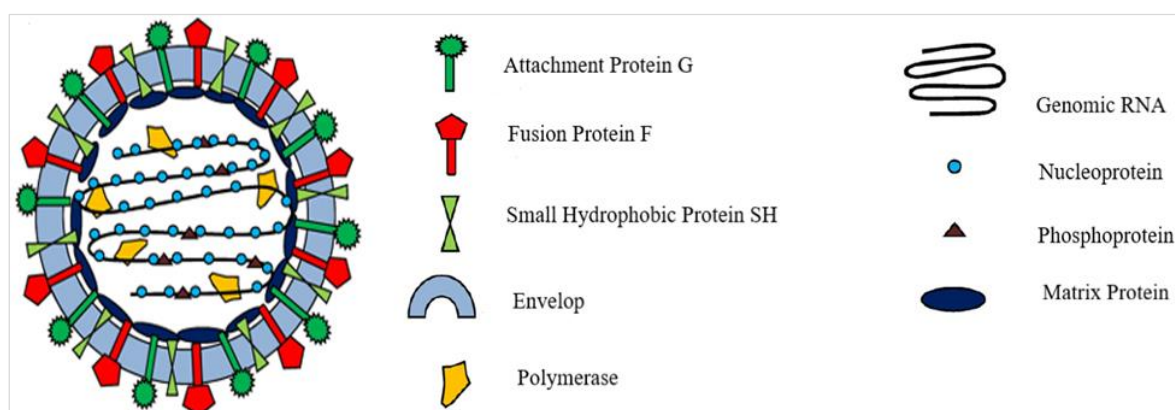 Attachment Protein G
Fusion Protein F
Small Hydrophobic Protein SH
Envelop
Polymerase
Genomic RNA
Nucleoprotein
Phosphoprotein
Matrix Protein